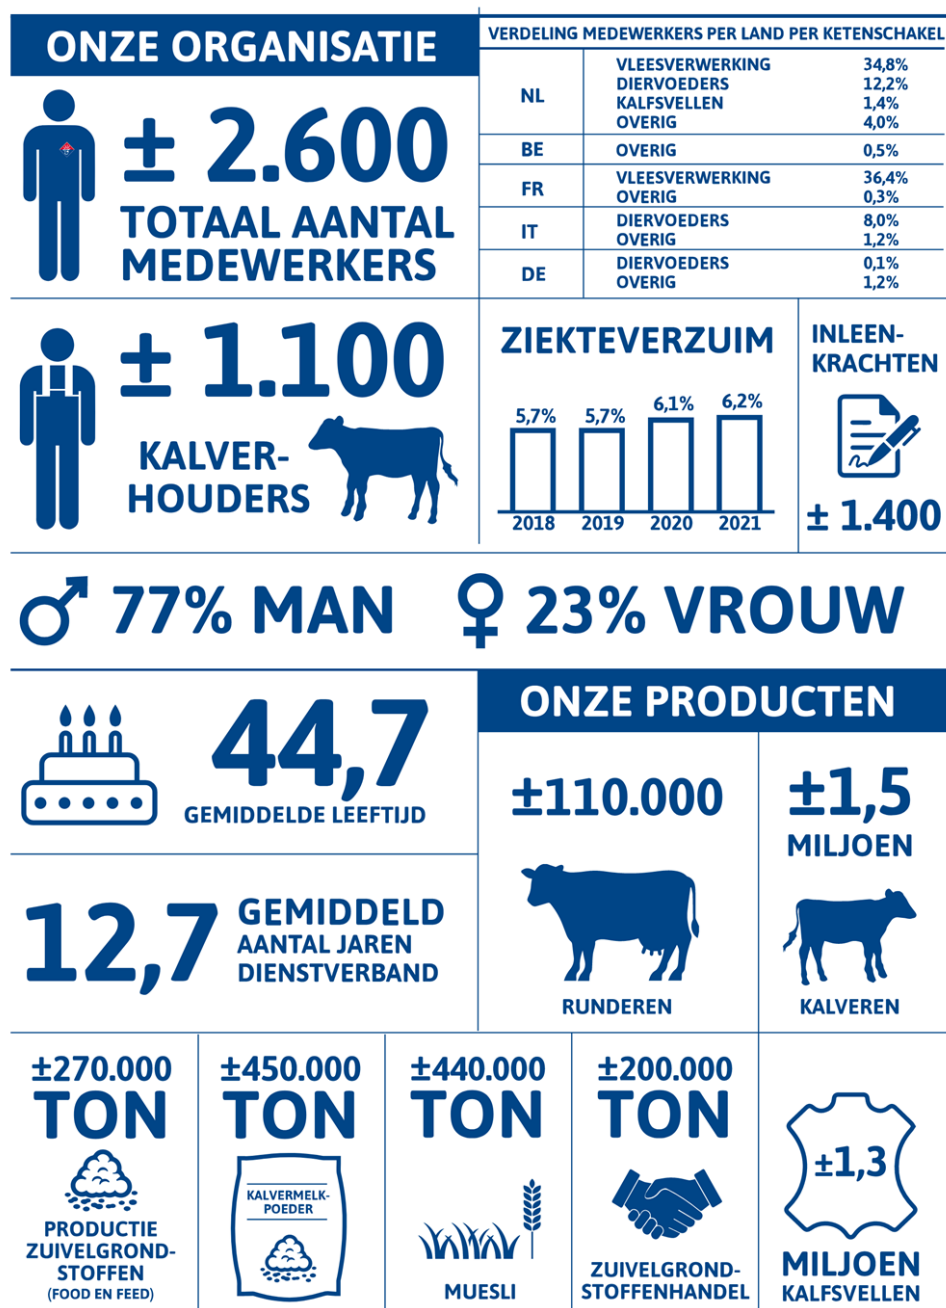 ONZE ORGANISATIE
± 2.600
TOTAAL AANTAL
MEDEWERKERS
VERDELING MEDEWERKERS PER LAND PER KETENSCHAKEL
NL
VLEESVERWERKING 34,8%
DIERVOEDERS 12,2%
KALFSVELLEN 1,4%
OVERIG 4,0%
BE OVERIG 0,5%
FR
VLEESVERWERKING 36,4%
OVERIG 0,3%
IT
DIERVOEDERS 8,0%
OVERIG 1,2%
DE
DIERVOEDERS 0,1%
OVERIG 1,2%
± 1.100
KALVER-
HOUDERS
ZIEKTEVERZUIM
5,7% 5,7% 6,1% 6,2%
2018 2019 2020 2021
INLEEN-
KRACHTEN
± 1.400
77% MAN
23% VROUW
44,7
GEMIDDELDE LEEFTIJD
12,7
GEMIDDELD
AANTAL JAREN
DIENSTVERBAND
ONZE PRODUCTEN
±110.000
RUNDEREN
±1,5
MILJOEN
KALVEREN
±270.000
TON
PRODUCTIE
ZUIVELGROND-
STOFFEN
(FOOD EN FEED)
±450.000
TON
KALVERMELK-
POEDER
±440.000
TON
MUESLI
±200.000
TON
ZUIVELGROND-
STOFFENHANDEL
±1,3
MILJOEN
KALFSVELLEN